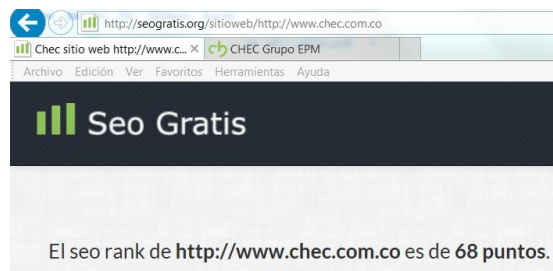 http://seogratis.org/sitioweb/http://www.chec.com.co
Chec sitio web http://www.c... × CHEC Grupo EPM
Archivo Edición Ver Favoritos Herramientas Ayuda
Seo Gratis
El seo rank de http://www.chec.com.co es de 68 puntos.